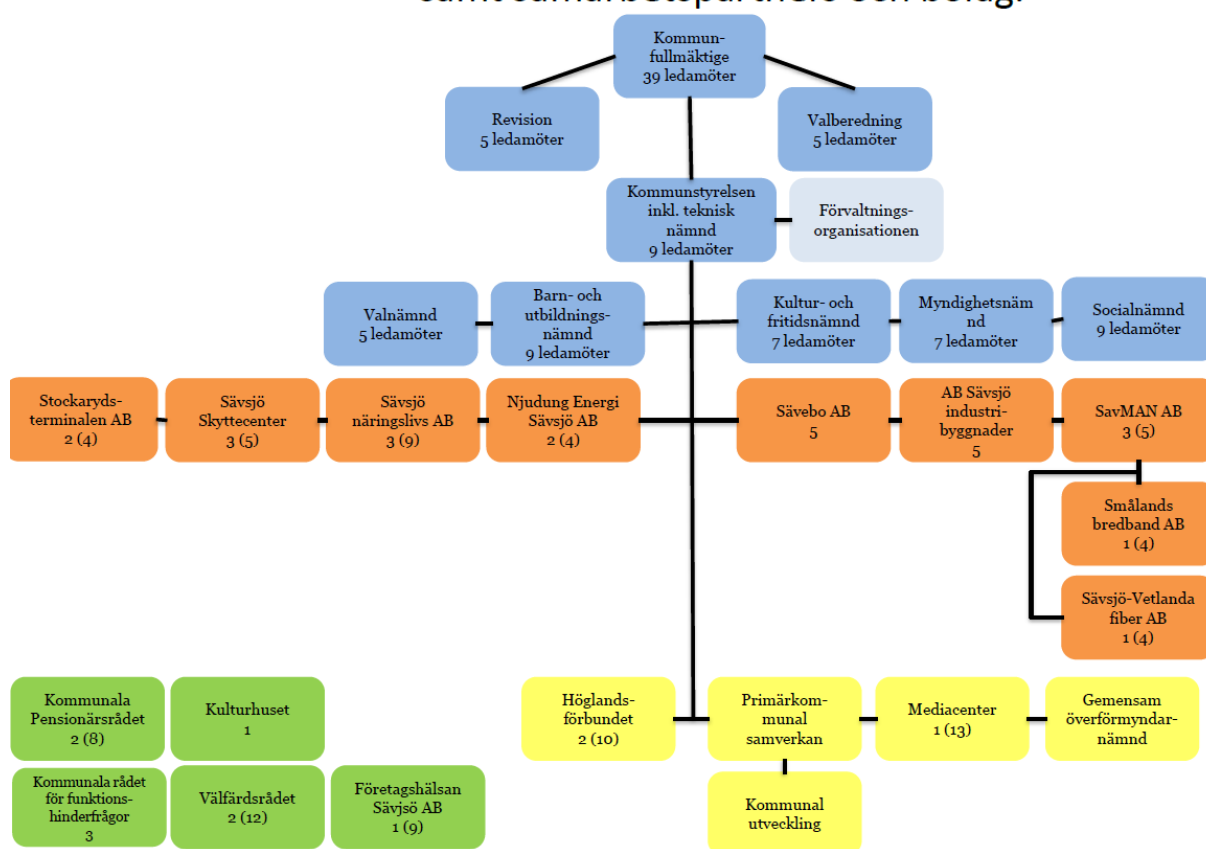 samt samarbetspartners och bolag.
Kommun-
fullmäktige
39 ledamöter
Revision
5 ledamöter
Valberedning
5 ledamöter
Kommunstyrelsen
inkl. teknisk
nämnd
9 ledamöter
Förvaltnings-
organisationen
Valnämnd
5 ledamöter
Barn- och
utbildnings-
nämnd
9 ledamöter
Kultur- och
fritidsnämnd
7 ledamöter
Myndighetsnäm
nd
7 ledamöter
Socialnämnd
9 ledamöter
Stockaryds-
terminalen AB
2 (4)
Sävsjö
Skyttecenter
3 (5)
Sävsjö
näringslivs AB
3 (9)
Njudung Energi
Sävsjö AB
2 (4)
Sävebo AB
5
AB Sävsjö
industri-
byggnader
5
SavMAN AB
3 (5)
Smålands
bredband AB
1 (4)
Sävsjö-Vetlanda
fiber AB
1 (4)
Kommunala
Pensionärsrådet
2 (8)
Kulturhuset
1
Höglands-
förbundet
2 (10)
Primärkom-
munal
samverkan
Mediacenter
1 (13)
Gemensam
överförmyndar-
nämnd
Kommunala rådet
för funktions-
hinderfrågor
3
Välfärdsrådet
2 (12)
Företagshälsan
Sävjsö AB
1 (9)
Kommunal
utveckling